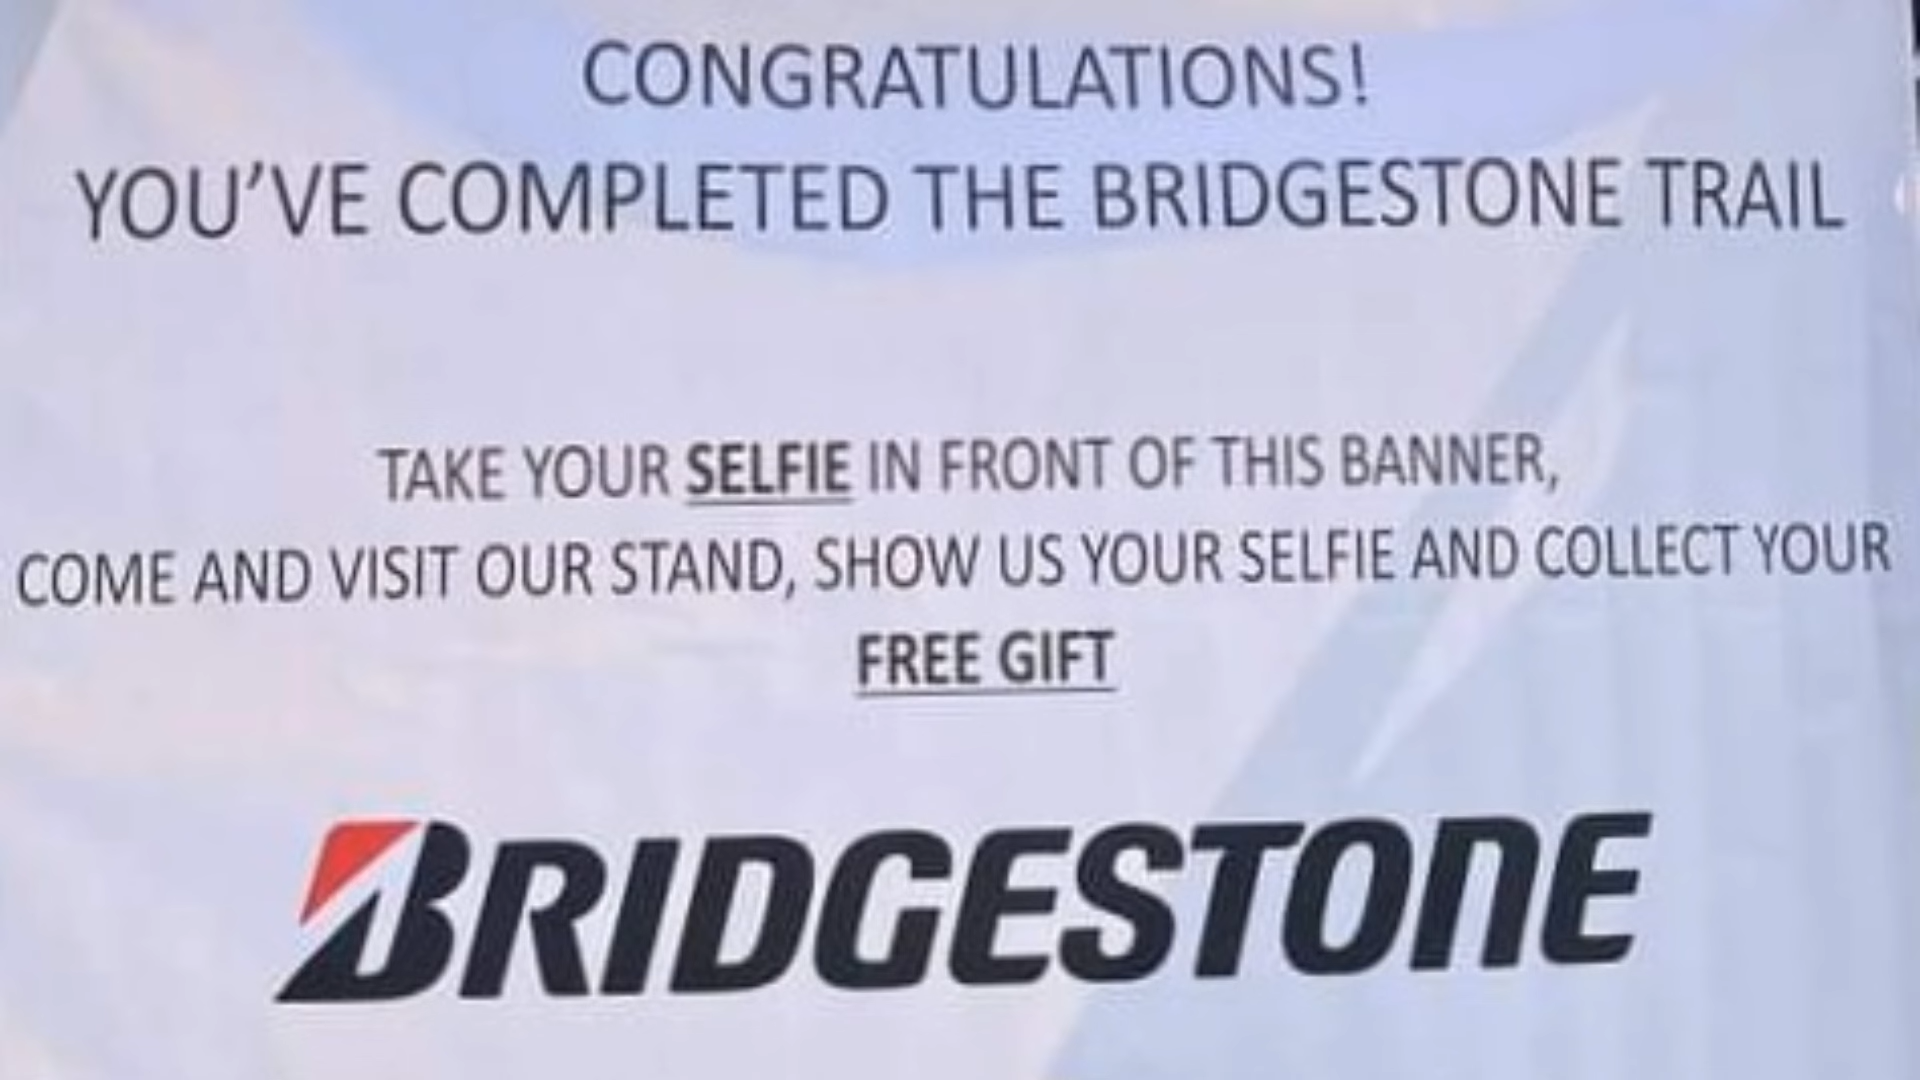 CONGRATULATIONS!
YOU'VE COMPLETED THE BRIDGESTONE TRAIL
TAKE YOUR SELFIE IN FRONT OF THIS BANNER,
COME AND VISIT OUR STAND, SHOW US YOUR SELFIE AND COLLECT YOUR
FREE GIFT
BRIDGESTONE